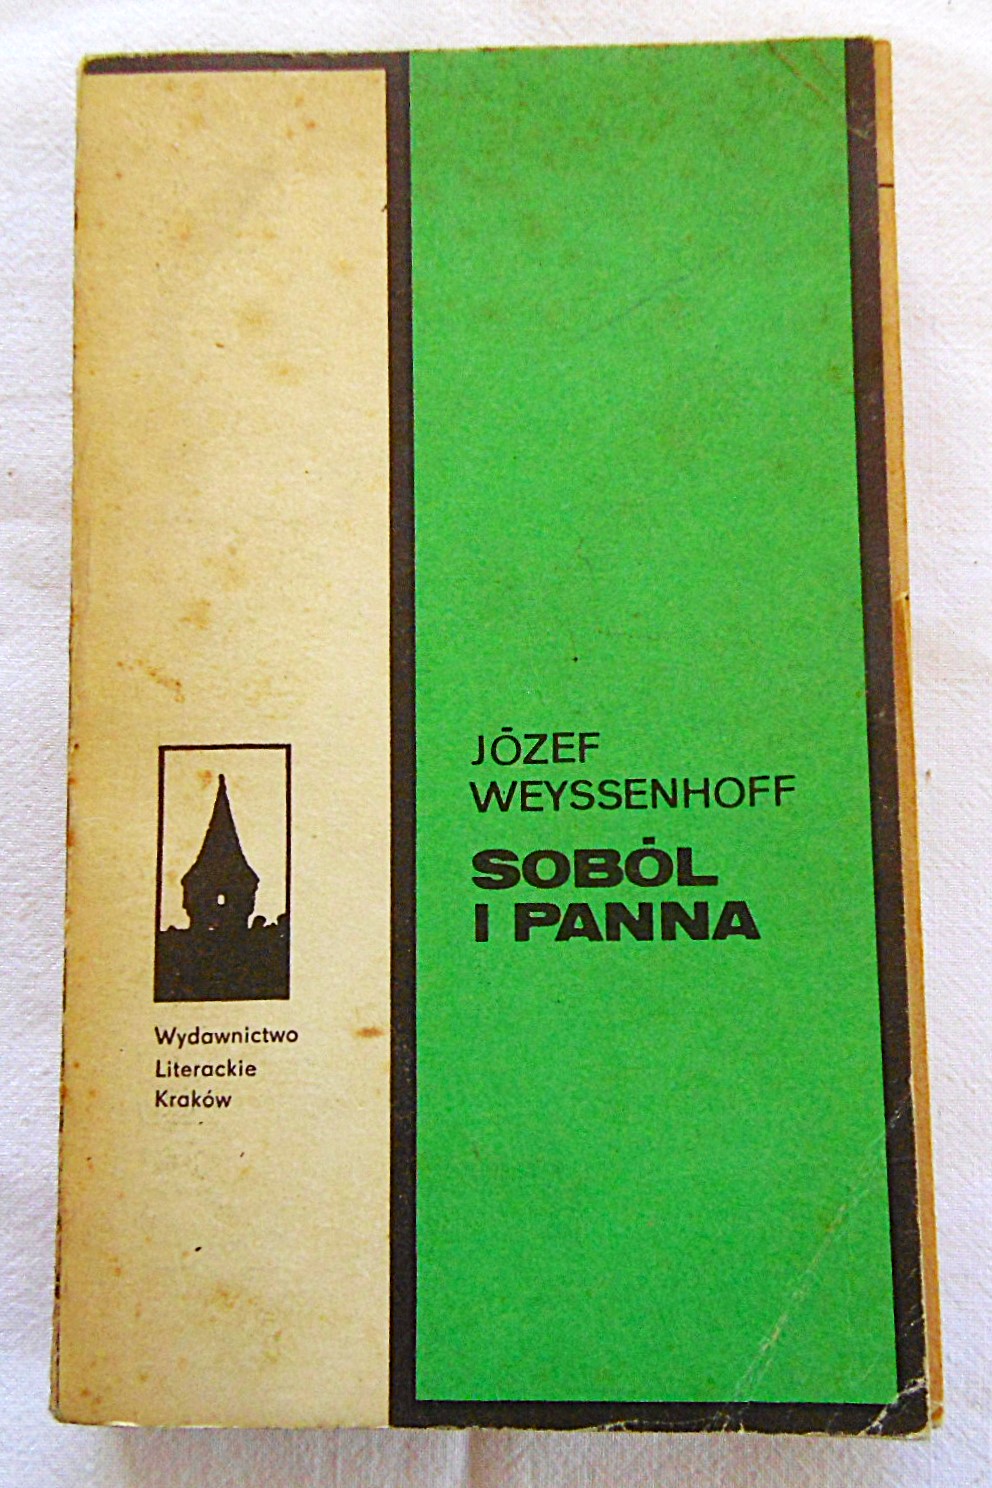 JÓZEF
WEYSSENHOFF
SOBÓL
I PANNA
Wydawnictwo
Literackie
Kraków